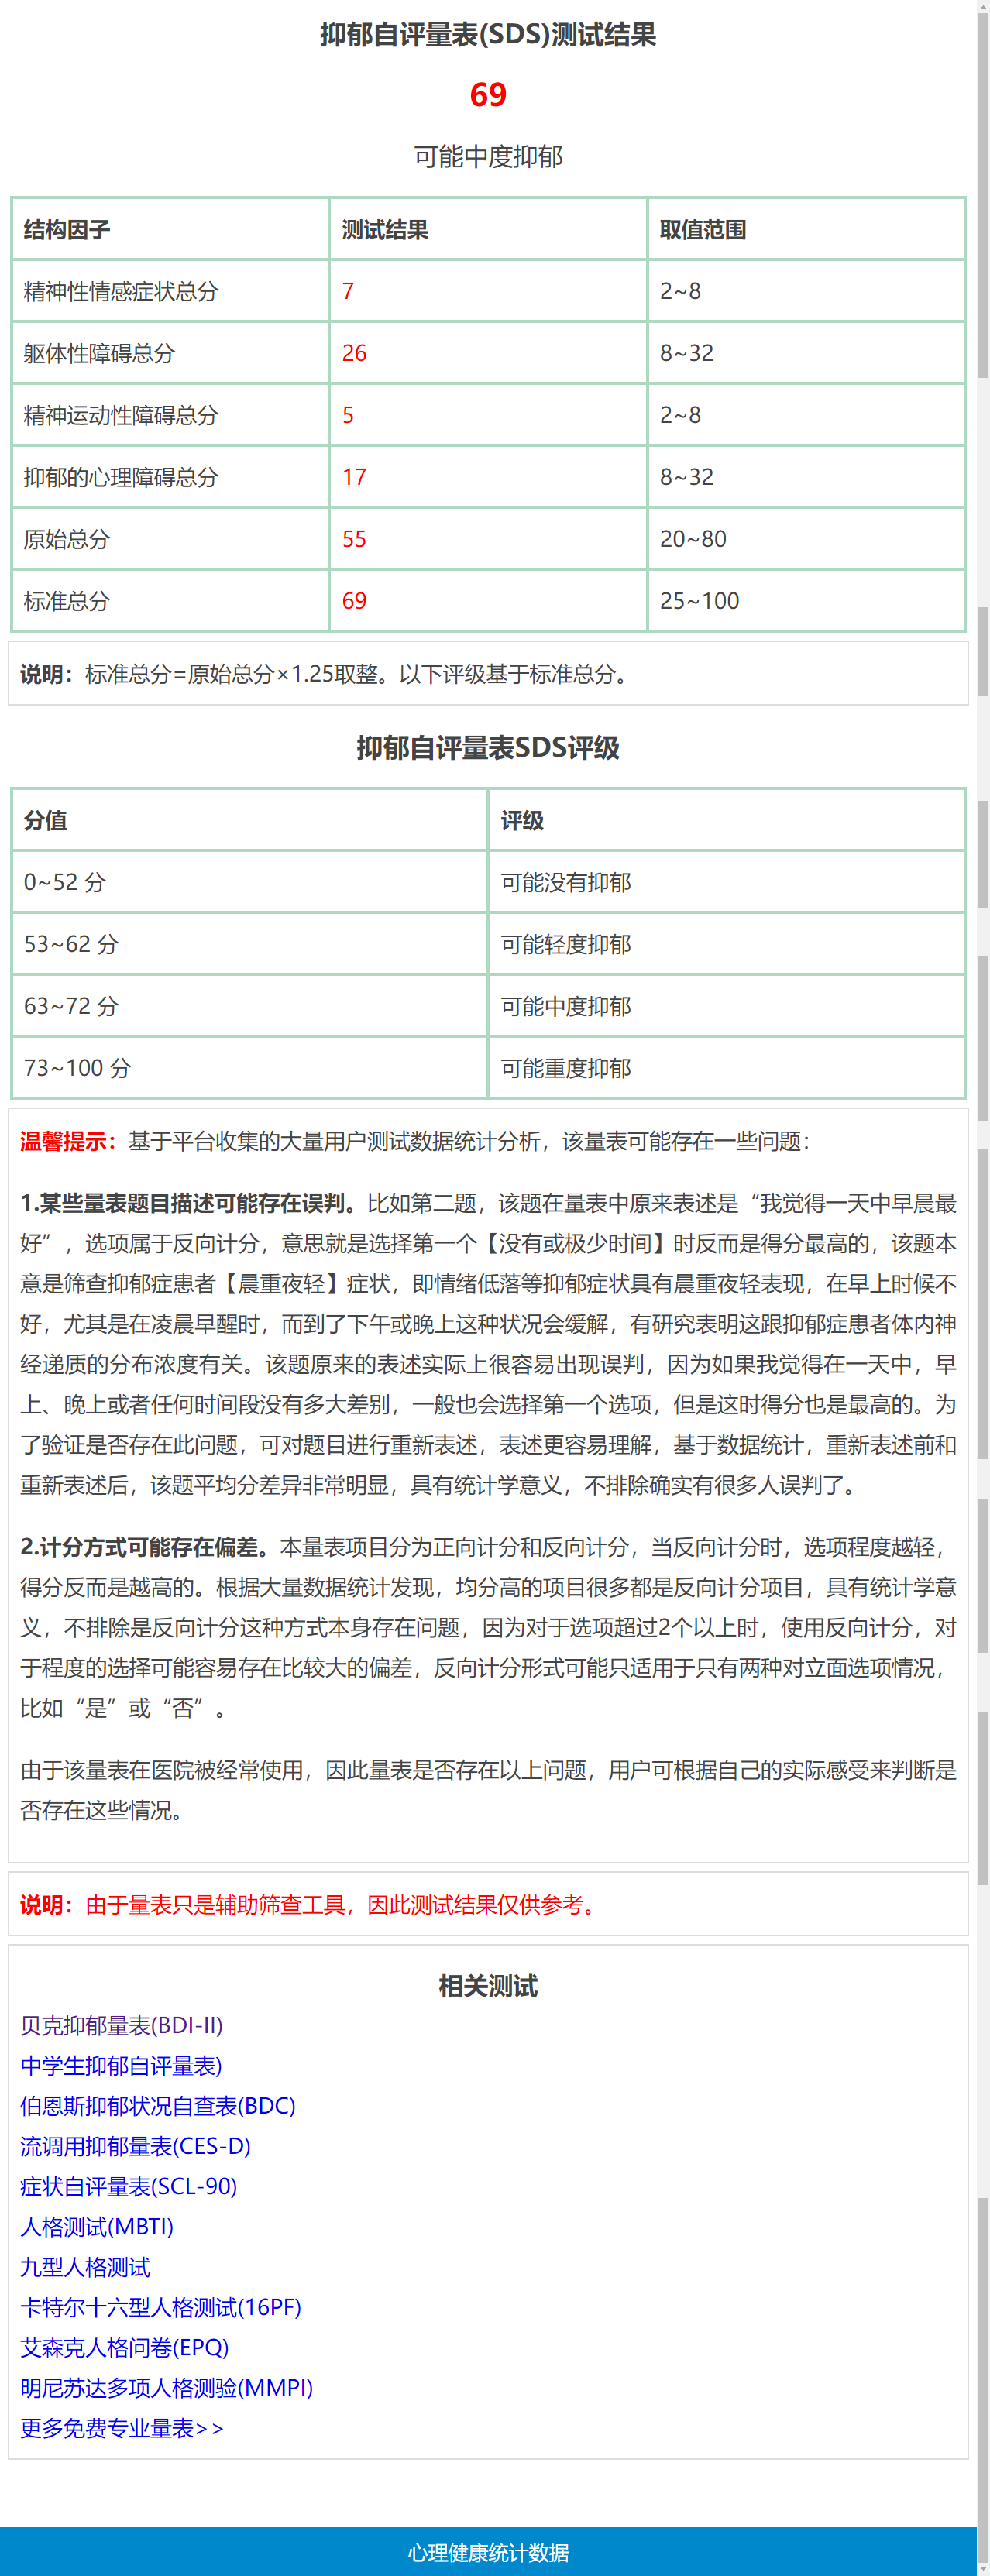 抑郁自评量表(SDS)测试结果
69
可能中度抑郁
结构因子 测试结果 取值范围
精神性情感症状总分 7 2~8
躯体性障碍总分 26 8~32
精神运动性障碍总分 5 2~8
抑郁的心理障碍总分 17 8~32
原始总分 55 20~80
标准总分 69 25~100
说明：标准总分=原始总分×1.25取整。以下评级基于标准总分。
抑郁自评量表SDS评级
分值 评级
0~52 分 可能没有抑郁
53~62 分 可能轻度抑郁
63~72 分 可能中度抑郁
73~100 分 可能重度抑郁
温馨提示：基于平台收集的大量用户测试数据统计分析，该量表可能存在一些问题：
1.某些量表题目描述可能存在误判。比如第二题，该题在量表中原来表述是“我觉得一天中早晨最
好”，选项属于反向计分，意思就是选择第一个【没有或极少时间】时反而是得分最高的，该题本
意是筛查抑郁症患者【晨重夜轻】症状，即情绪低落等抑郁症状具有晨重夜轻表现，在早上时候不
好，尤其是在凌晨早醒时，而到了下午或晚上这种状况会缓解，有研究表明这跟抑郁症患者体内神
经递质的分布浓度有关。该题原来的表述实际上很容易出现误判，因为如果我觉得在一天中，早
上、晚上或者任何时间段没有多大差别，一般也会选择第一个选项，但是这时得分也是最高的。为
了验证是否存在此问题，可对题目进行重新表述，表述更容易理解，基于数据统计，重新表述前和
重新表述后，该题平均分差异非常明显，具有统计学意义，不排除确实有很多人误判了。
2.计分方式可能存在偏差。本量表项目分为正向计分和反向计分，当反向计分时，选项程度越轻，
得分反而是越高的。根据大量数据统计发现，均分高的项目很多都是反向计分项目，具有统计学意
义，不排除是反向计分这种方式本身存在问题，因为对于选项超过2个以上时，使用反向计分，对
于程度的选择可能容易存在比较大的偏差，反向计分形式可能只适用于只有两种对立面选项情况，
比如“是”或“否”。
由于该量表在医院被经常使用，因此量表是否存在以上问题，用户可根据自己的实际感受来判断是
否存在这些情况。
说明：由于量表只是辅助筛查工具，因此测试结果仅供参考。
相关测试
贝克抑郁量表(BDI-II)
中学生抑郁自评量表)
伯恩斯抑郁状况自查表(BDC)
流调用抑郁量表(CES-D)
症状自评量表(SCL-90)
人格测试(MBTI)
九型人格测试
卡特尔十六型人格测试(16PF)
艾森克人格问卷(EPQ)
明尼苏达多项人格测验(MMPI)
更多免费专业量表>>
心理健康统计数据